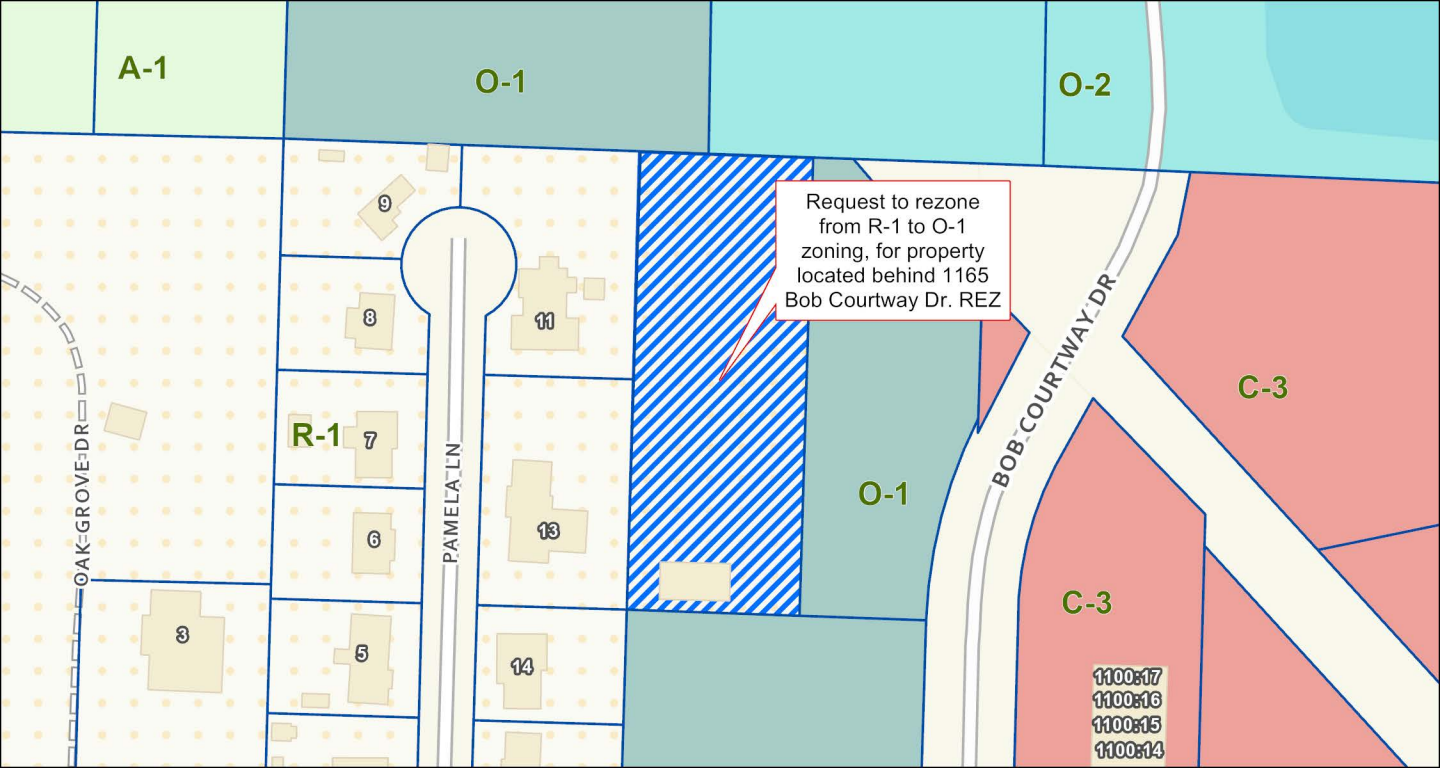 A-1
O-1
O-2
Request to rezone
from R-1 to O-1
zoning, for property
located behind 1165
Bob Courtway Dr. REZ
9
8
11
R-1
7
6
13
5
14
3
OAK GROVE DR
PAMELA LN
O-1
BOB COURTWAY DR
C-3
C-3
1100:17
1100:16
1100:15
1100:14